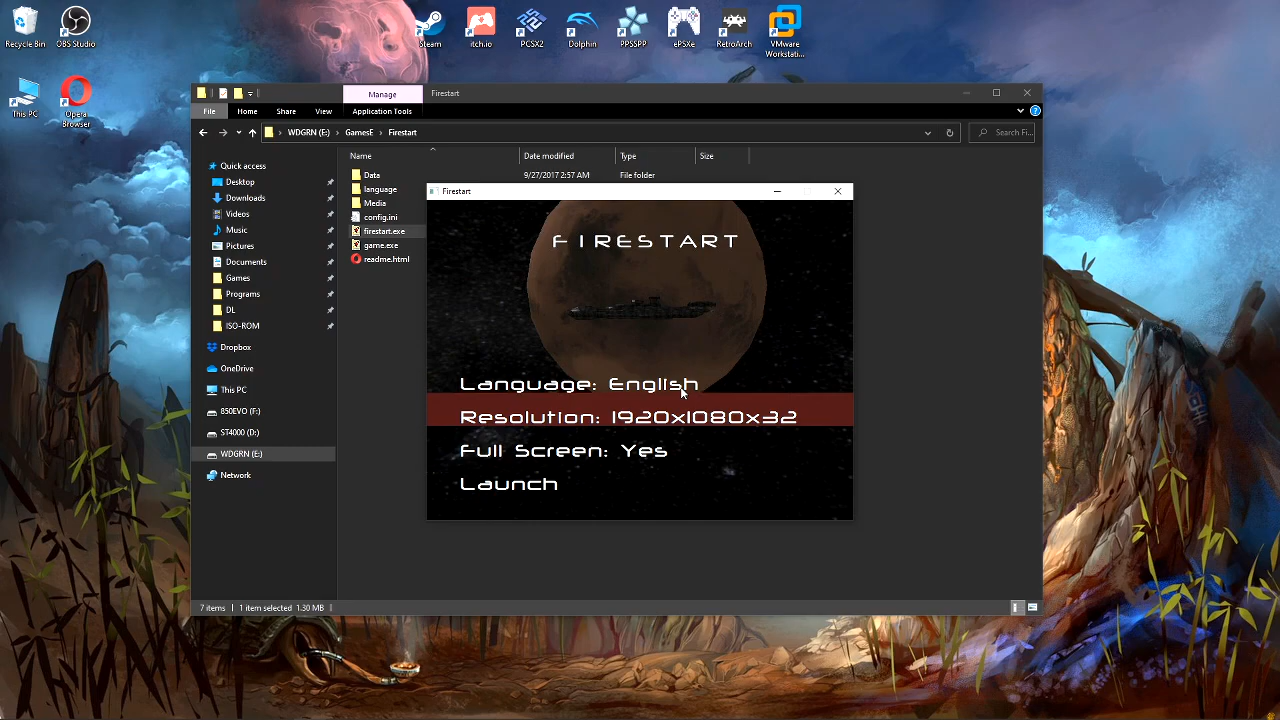 Recycle Bin
OBS Studio
Steam
itch.io
PCSX2
Dolphin
PPSSPP
ePSXe
RetroArch
VMware Workstati...
This PC
Opera Browser
Manage
Firestart
File
Home
Share
View
Application Tools
WDGRN (E:) > GamesE > Firestart
Search Fi...
Name
Date modified
Type
Size
Quick access
Desktop
Downloads
Videos
Music
Pictures
Documents
Games
Programs
DL
ISO-ROM
Dropbox
OneDrive
This PC
850EVO (F:)
ST4000 (D:)
WDGRN (E:)
Network
Data
9/27/2017 2:57 AM
File folder
language
Media
config.ini
firestart.exe
game.exe
readme.html
Firestart
FIRESTART
Language: English
Resolution: 1920x1080x32
Full Screen: Yes
Launch
7 items
1 item selected 1.30 MB